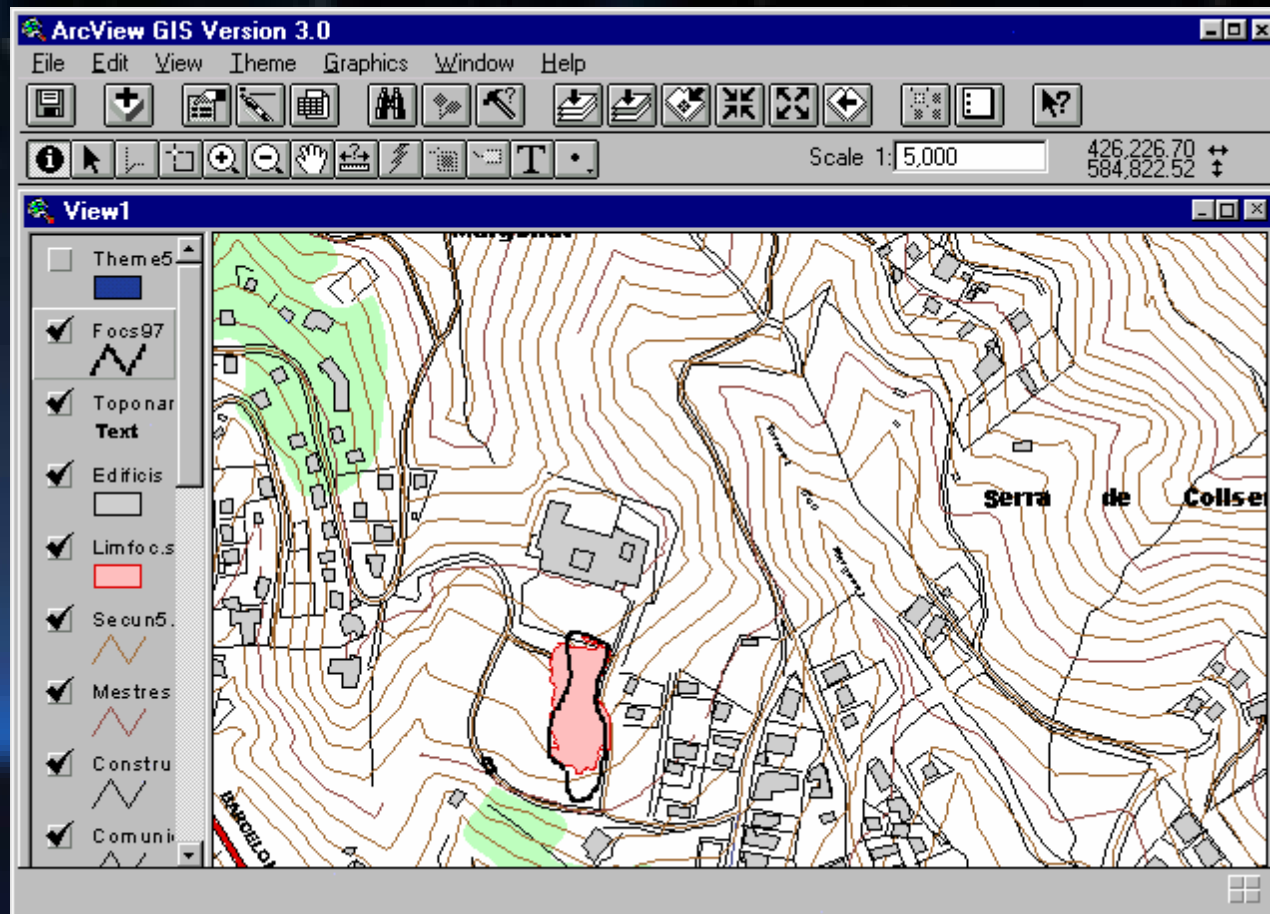 ArcView GIS Version 3.0
File Edit View Theme Graphics Window Help
Scale 1: 5,000
426,226.70
584,822.52
View1
Theme5
Focs97
Toponar
Text
Edificis
Limfoc.s
Secun5.
Mestres
Constru
Comuni
Serra de Collse